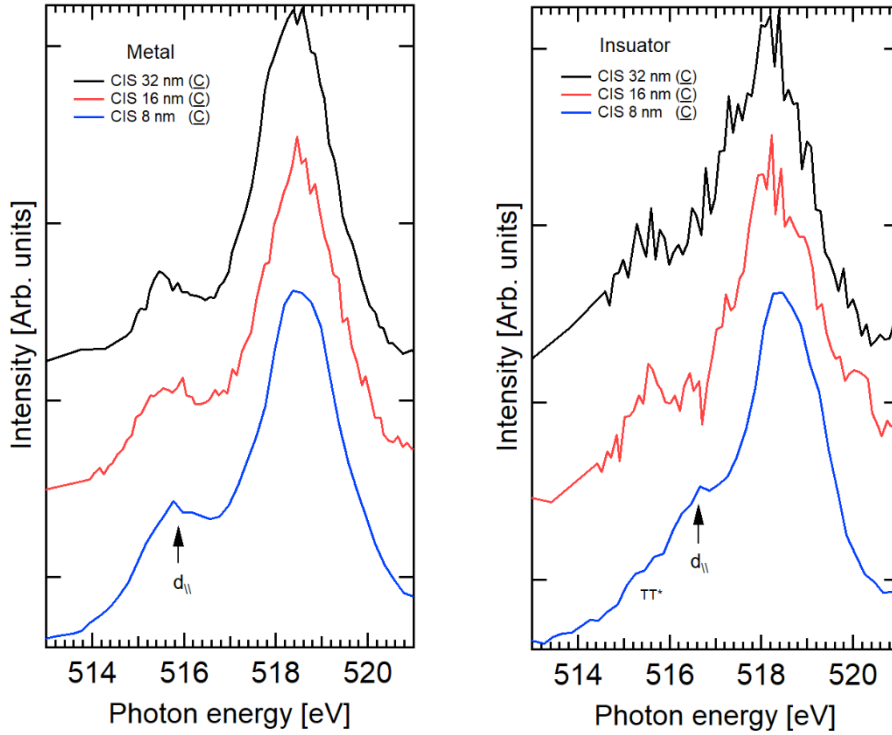 Metal
CIS 32 nm (C)
CIS 16 nm (C)
CIS 8 nm (C)
d\\
Intensity [Arb. units]
514 516 518 520
Photon energy [eV]
Insuator
CIS 32 nm (C)
CIS 16 nm (C)
CIS 8 nm (C)
d\\
TT*
Intensity [Arb. units]
514 516 518 520
Photon energy [eV]